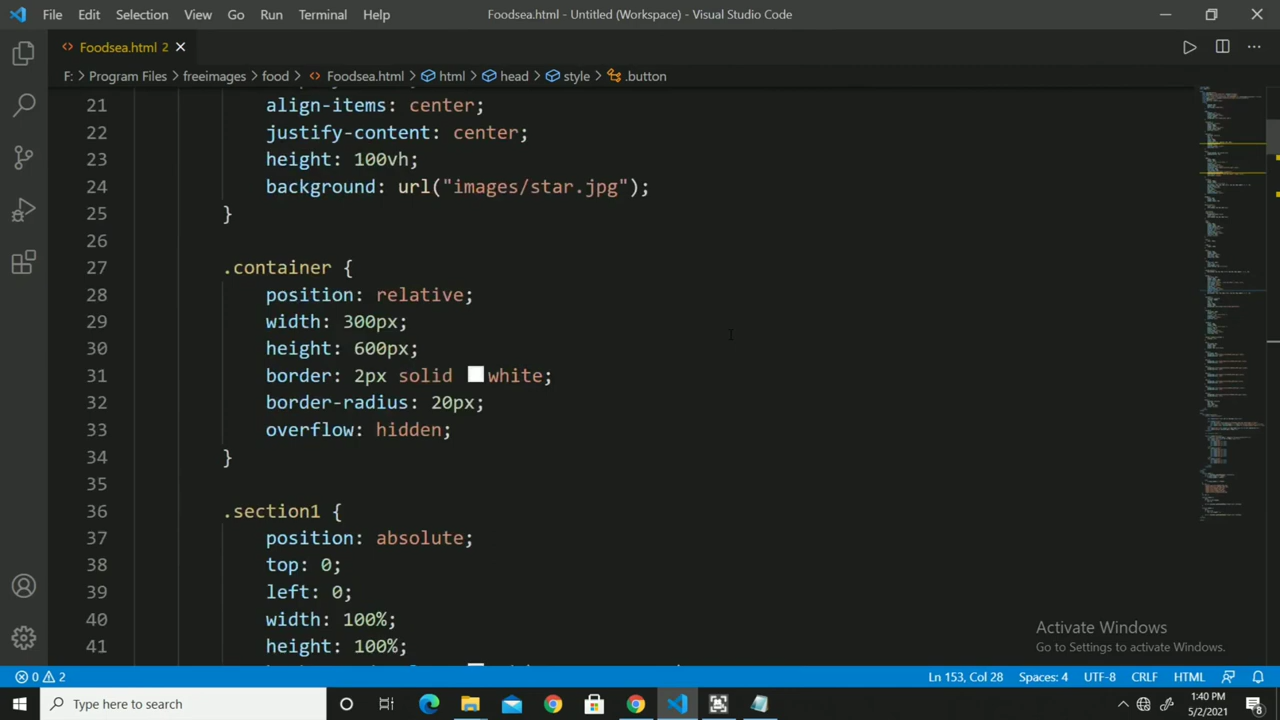 File Edit Selection View Go Run Terminal Help Foodsea.html - Untitled (Workspace) - Visual Studio Code
Foodsea.html 2
F: > Program Files > freeimages > food > Foodsea.html > html > head > style > .button
21 align-items: center;
22 justify-content: center;
23 height: 100vh;
24 background: url("images/star.jpg");
25 }
26
27 .container {
28 position: relative;
29 width: 300px;
30 height: 600px;
31 border: 2px solid white;
32 border-radius: 20px;
33 overflow: hidden;
34 }
35
36 .section1 {
37 position: absolute;
38 top: 0;
39 left: 0;
40 width: 100%;
41 height: 100%;
Activate Windows
Go to Settings to activate Windows.
0 2 Ln 153, Col 28 Spaces: 4 UTF-8 CRLF HTML
Type here to search
1:40 PM
5/2/2021
8